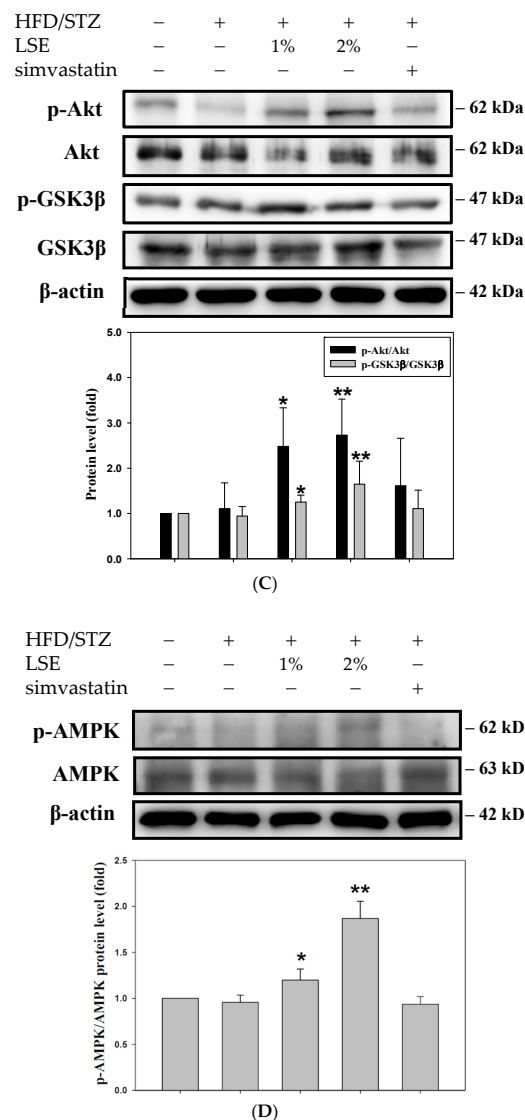 HFD/STZ − + + + +
LSE − − 1% 2% −
simvastatin − − − − +
p-Akt − 62 kDa
Akt − 62 kDa
p-GSK3β − 47 kDa
GSK3β − 47 kDa
β-actin − 42 kDa
5.0
p-Akt/Akt
p-GSK3β/GSK3β
4.0
Protein level (fold)
3.0
** 
*
**
2.0
*
1.0
0.0
(C)
HFD/STZ − + + + +
LSE − − 1% 2% −
simvastatin − − − − +
p-AMPK − 62 kD
AMPK − 63 kD
β-actin − 42 kD
p-AMPK/AMPK protein level (fold)
2.5
**
2.0
1.5
*
1.0
0.5
0.0
(D)